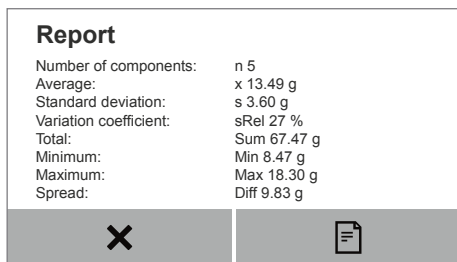 Report
Number of components: n 5
Average: x 13.49 g
Standard deviation: s 3.60 g
Variation coefficient: sRel 27 %
Total: Sum 67.47 g
Minimum: Min 8.47 g
Maximum: Max 18.30 g
Spread: Diff 9.83 g